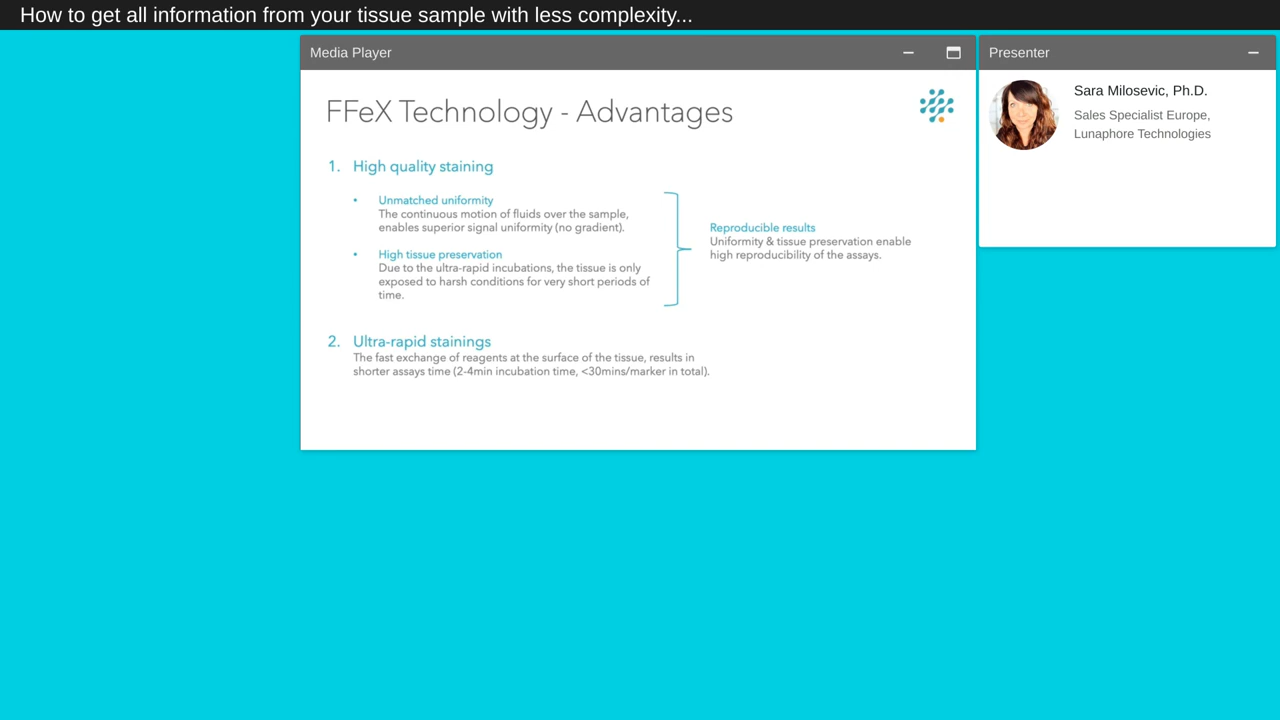 How to get all information from your tissue sample with less complexity...
Media Player
FFeX Technology - Advantages
1. High quality staining
• Unmatched uniformity
The continuous motion of fluids over the sample,
enables superior signal uniformity (no gradient).
• High tissue preservation
Due to the ultra-rapid incubations, the tissue is only
exposed to harsh conditions for very short periods of
time.
Reproducible results
Uniformity & tissue preservation enable
high reproducibility of the assays.
2. Ultra-rapid stainings
The fast exchange of reagents at the surface of the tissue, results in
shorter assays time (2-4min incubation time, <30mins/marker in total).
Presenter
Sara Milosevic, Ph.D.
Sales Specialist Europe,
Lunaphore Technologies